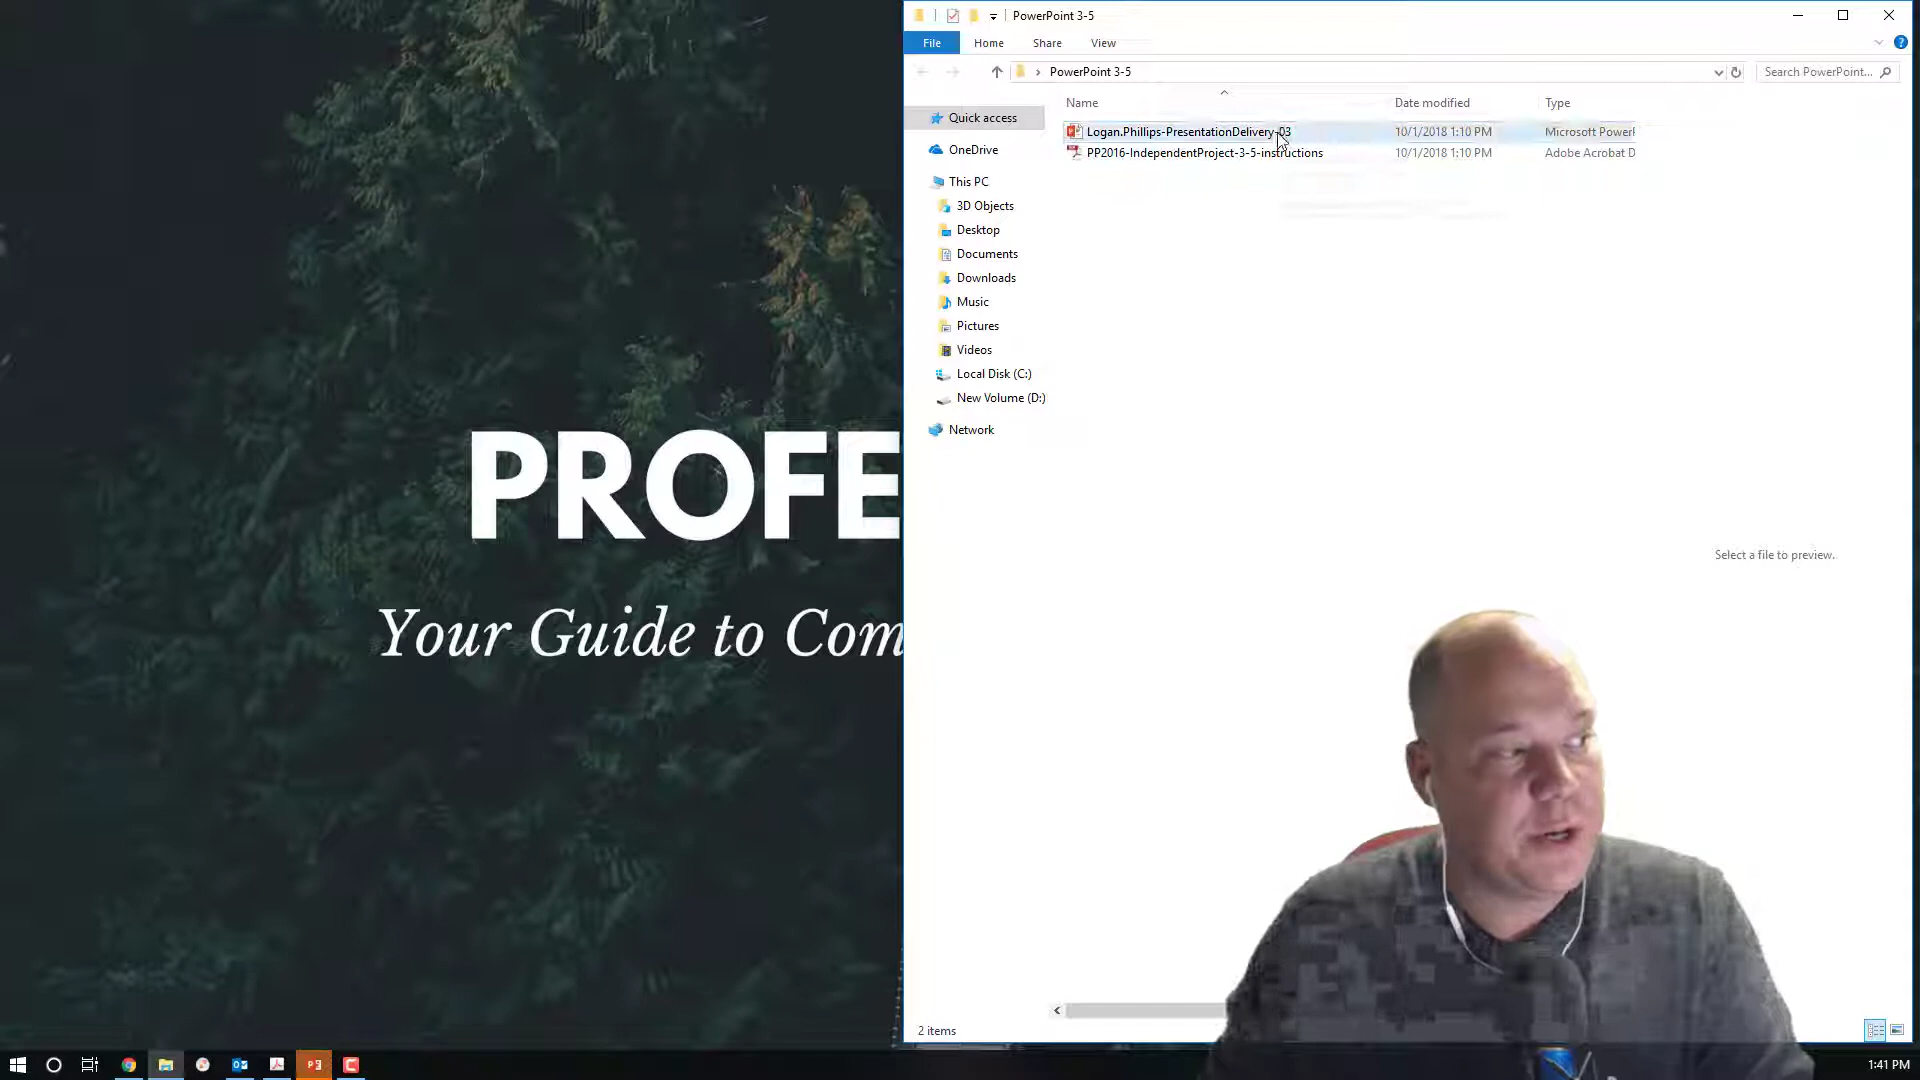 PowerPoint 3-5
File Home Share View
PowerPoint 3-5
Search PowerPoint...
Name Date modified Type
Quick access
Logan.Phillips-PresentationDelivery-03 10/1/2018 1:10 PM Microsoft Power
PP2016-IndependentProject-3-5-instructions 10/1/2018 1:10 PM Adobe Acrobat D
OneDrive
This PC
3D Objects
Desktop
Documents
Downloads
Music
Pictures
Videos
Local Disk (C:)
New Volume (D:)
Network
PROFE
Your Guide to Com
Select a file to preview.
2 items
1:41 PM